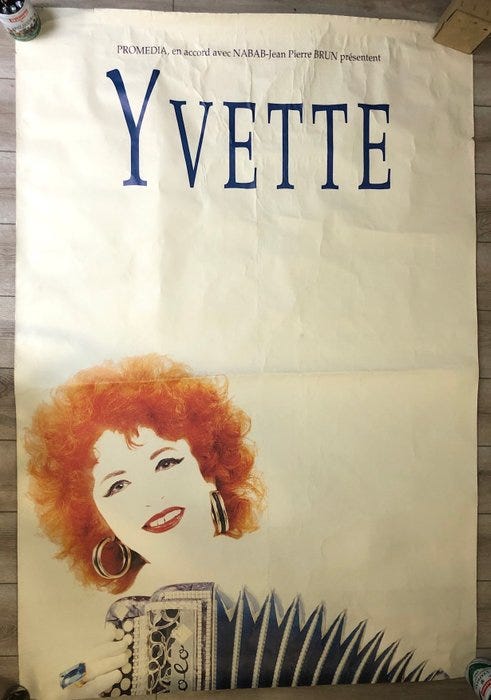 PROMEDIA, en accord avec NABAB-Jean Pierre BRUN présentent
YVETTE